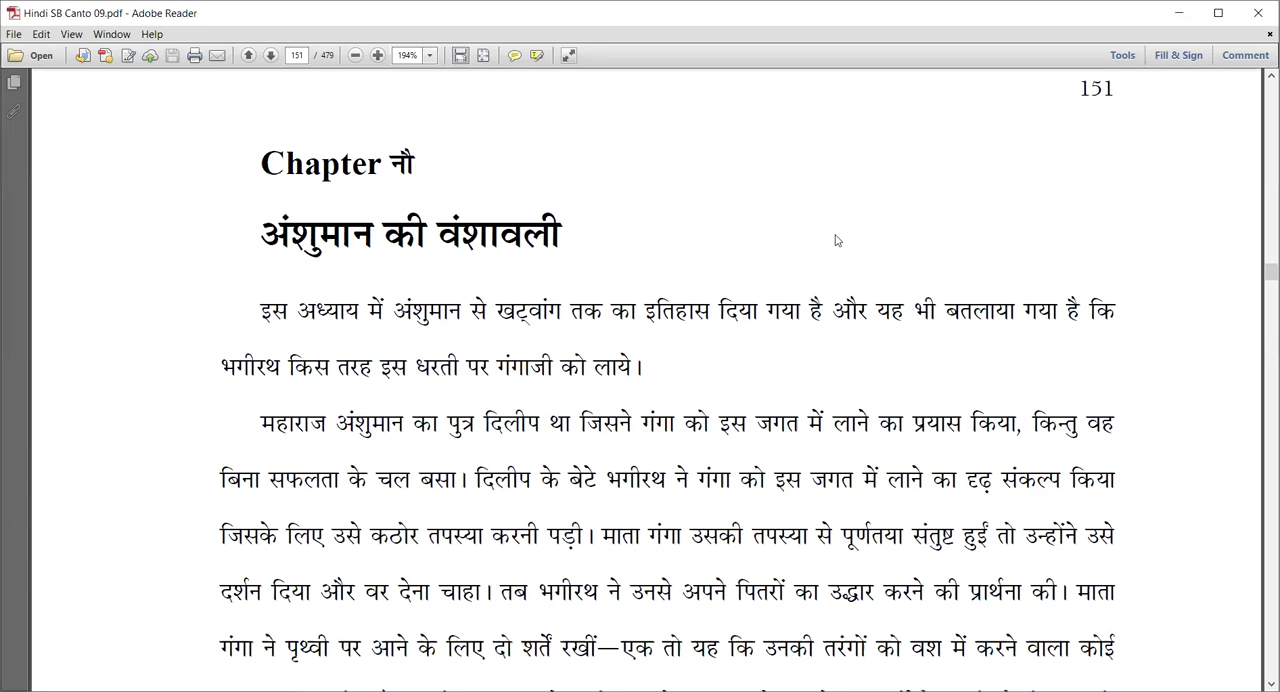 Hindi SB Canto 09.pdf - Adobe Reader
File Edit View Window Help
Open 151 / 479 194% Tools Fill & Sign Comment
151
Chapter नौ
अंशुमान की वंशावली
इस अध्याय में अंशुमान से खट्वांग तक का इतिहास दिया गया है और यह भी बतलाया गया है कि
भगीरथ किस तरह इस धरती पर गंगाजी को लाये।
महाराज अंशुमान का पुत्र दिलीप था जिसने गंगा को इस जगत में लाने का प्रयास किया, किन्तु वह
बिना सफलता के चल बसा। दिलीप के बेटे भगीरथ ने गंगा को इस जगत में लाने का दृढ़ संकल्प किया
जिसके लिए उसे कठोर तपस्या करनी पड़ी। माता गंगा उसकी तपस्या से पूर्णतया संतुष्ट हुईं तो उन्होंने उसे
दर्शन दिया और वर देना चाहा। तब भगीरथ ने उनसे अपने पितरों का उद्धार करने की प्रार्थना की। माता
गंगा ने पृथ्वी पर आने के लिए दो शर्तें रखीं—एक तो यह कि उनकी तरंगों को वश में करने वाला कोई